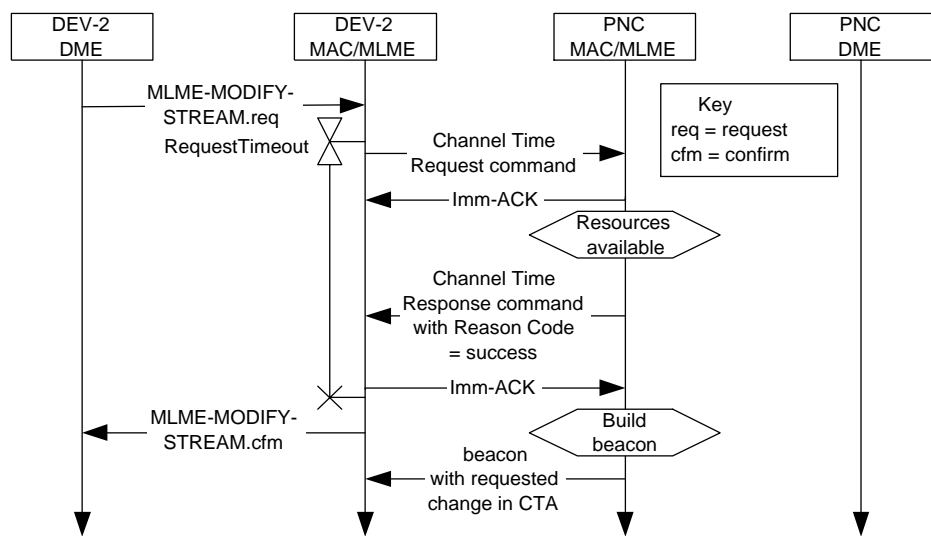 DEV-2
DME
DEV-2
MAC/MLME
PNC
MAC/MLME
PNC
DME
MLME-MODIFY-
STREAM.req
RequestTimeout
Channel Time
Request command
Key
req = request
cfm = confirm
Imm-ACK
Resources
available
Channel Time
Response command
with Reason Code
= success
Imm-ACK
MLME-MODIFY-
STREAM.cfm
Build
beacon
beacon
with requested
change in CTA